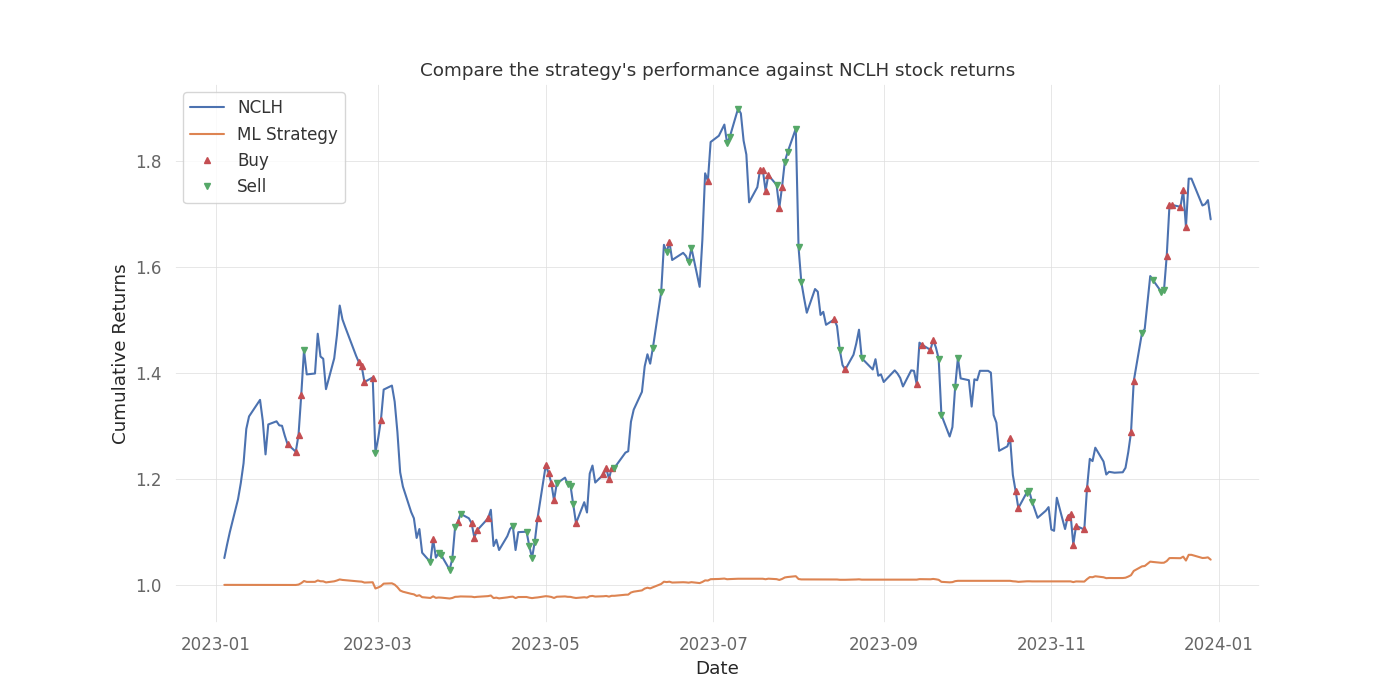 Compare the strategy's performance against NCLH stock returns
NCLH
ML Strategy
Buy
Sell
Cumulative Returns
1.8
1.6
1.4
1.2
1.0
2023-01
2023-03
2023-05
2023-07
2023-09
2023-11
2024-01
Date